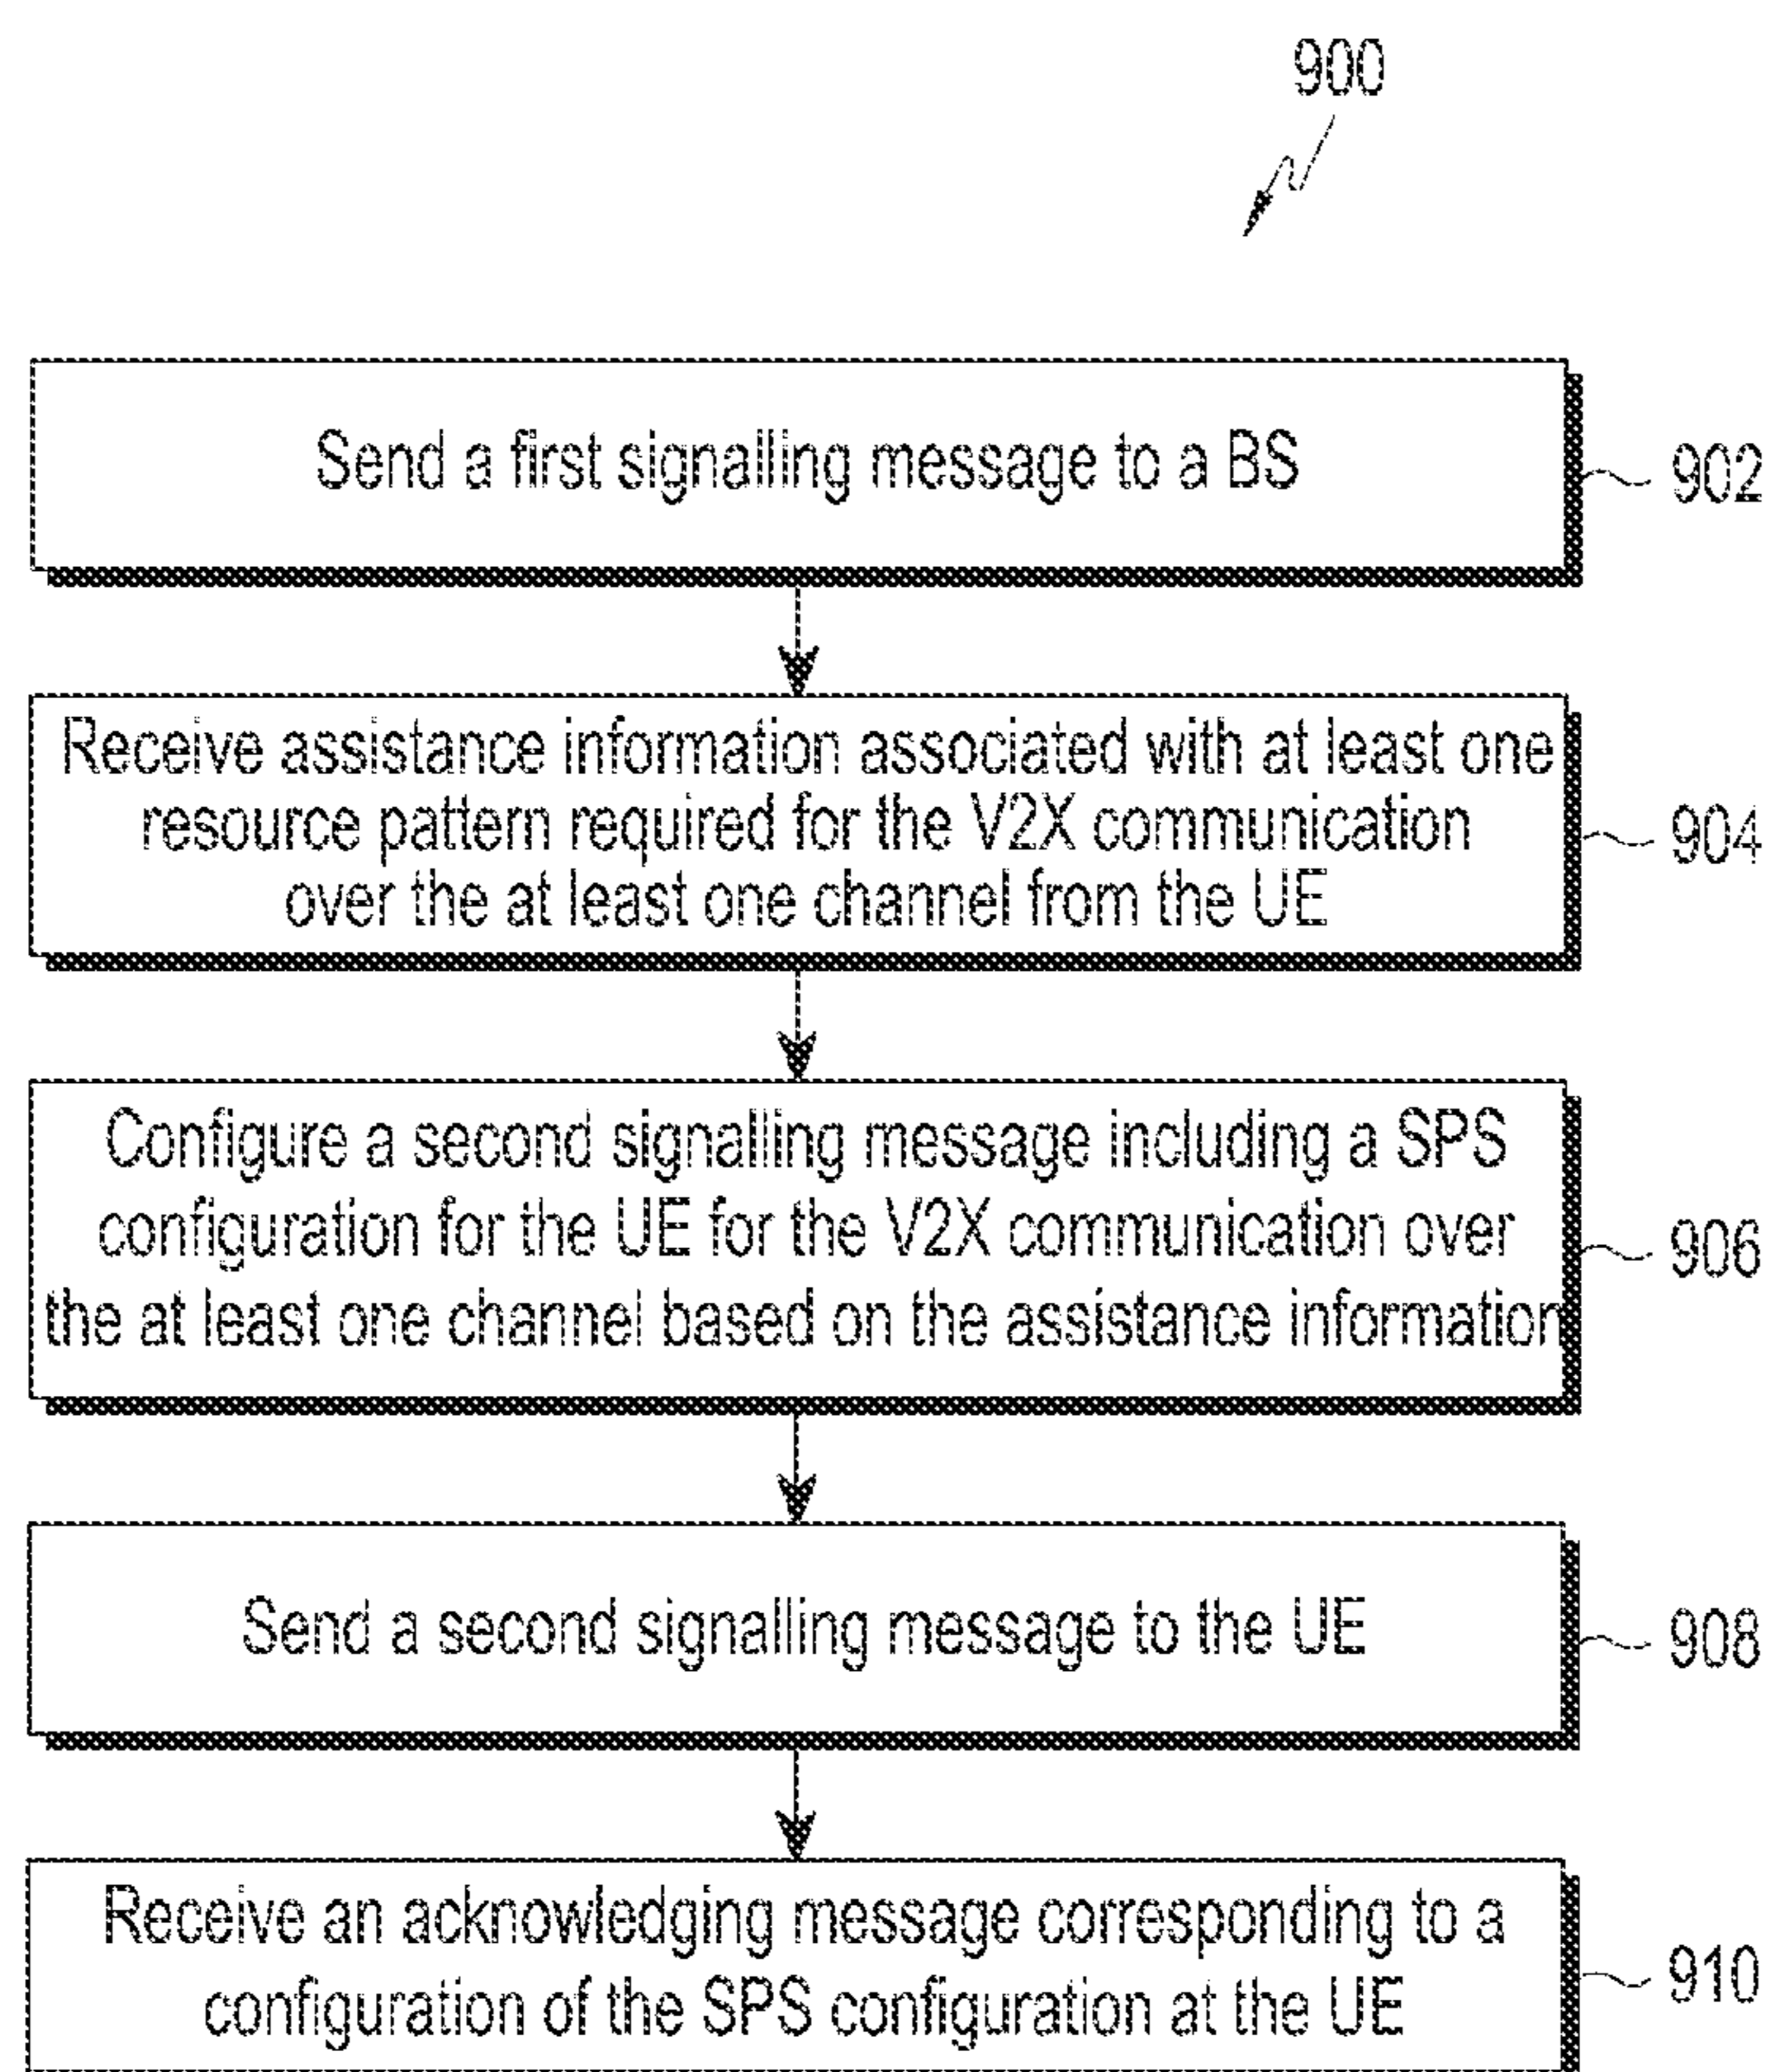 900
Send a first signalling message to a BS
902
Receive assistance information associated with at least one
resource pattern required for the V2X communication
over the at least one channel from the UE
904
Configure a second signalling message including a SPS
configuration for the UE for the V2X communication over
the at least one channel based on the assistance information
906
Send a second signalling message to the UE
908
Receive an acknowledging message corresponding to a
configuration of the SPS configuration at the UE
910